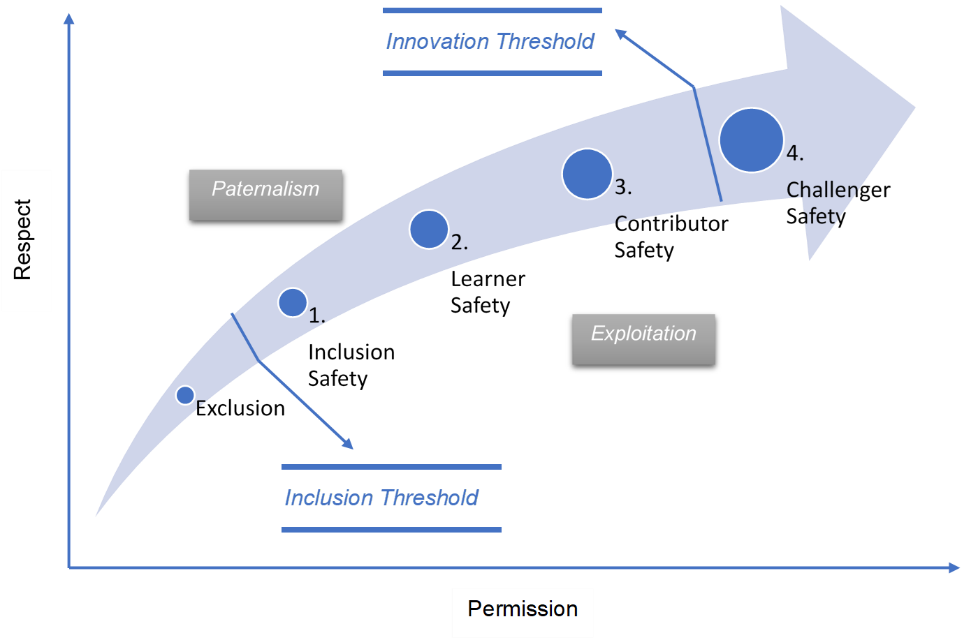 Innovation Threshold
4.
Challenger
Safety
Paternalism
3.
Contributor
Safety
2.
Learner
Safety
Respect
1.
Inclusion
Safety
Exploitation
Exclusion
Inclusion Threshold
Permission